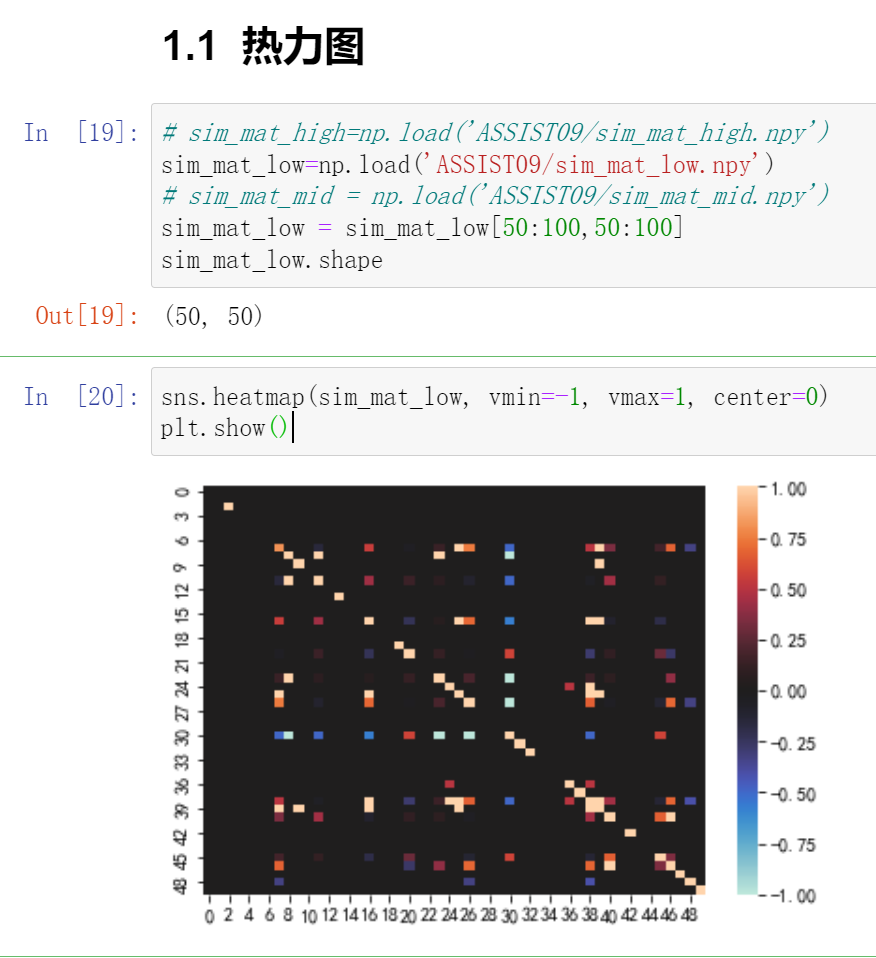 1.1 热力图
In [19]: # sim_mat_high=np.load('ASSIST09/sim_mat_high.npy')
sim_mat_low=np.load('ASSIST09/sim_mat_low.npy')
# sim_mat_mid = np.load('ASSIST09/sim_mat_mid.npy')
sim_mat_low = sim_mat_low[50:100,50:100]
sim_mat_low.shape
Out[19]: (50, 50)
In [20]: sns.heatmap(sim_mat_low, vmin=-1, vmax=1, center=0)
plt.show()
0
3
6
9
12
15
18
21
24
27
30
33
36
39
42
45
48
0 2 4 6 8 10 12 14 16 18 20 22 24 26 28 30 32 34 36 38 40 42 44 46 48
1.00
0.75
0.50
0.25
0.00
-0.25
-0.50
-0.75
-1.00